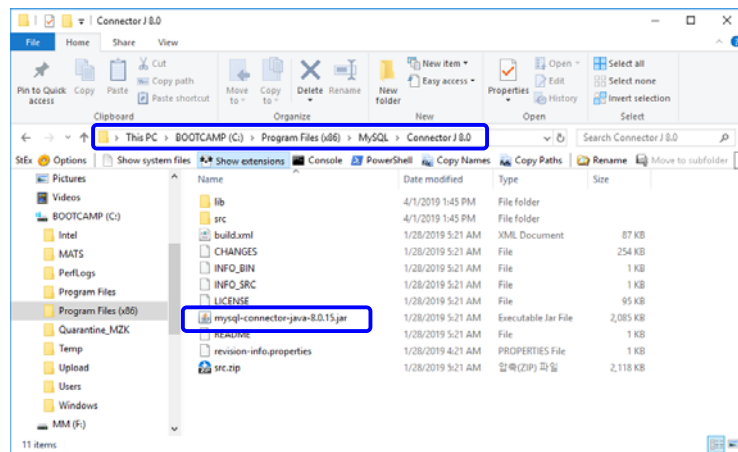 Connector J 8.0
File Home Share View
Pin to Quick access
Copy
Paste
Cut
Copy path
Paste shortcut
Clipboard
Move to
Copy to
Delete
Rename
Organize
New folder
New item
Easy access
New
Properties
Open
Edit
History
Open
Select all
Select none
Invert selection
Select
This PC > BOOTCAMP (C:) > Program Files (x86) > MySQL > Connector J 8.0
Search Connector J 8.0
StEx Options Show system files Show extensions Console PowerShell Copy Names Copy Paths Rename Move to subfolder
Pictures
Videos
BOOTCAMP (C:)
Intel
MATS
PerfLogs
Program Files
Program Files (x86)
Quarantine_MZK
Temp
Upload
Users
Windows
MM (F:)
Name Date modified Type Size
lib 4/1/2019 1:45 PM File folder
src 4/1/2019 1:45 PM File folder
build.xml 1/28/2019 5:21 AM XML Document 87 KB
CHANGES 1/28/2019 5:21 AM File 254 KB
INFO_BIN 1/28/2019 5:21 AM File 1 KB
INFO_SRC 1/28/2019 5:21 AM File 1 KB
LICENSE 1/28/2019 5:21 AM File 95 KB
mysql-connector-java-8.0.15.jar 1/28/2019 5:21 AM Executable Jar File 2,085 KB
README 1/28/2019 5:21 AM File 1 KB
revision-info.properties 1/28/2019 4:21 AM PROPERTIES File 1 KB
src.zip 1/28/2019 5:21 AM 압축(ZIP) 파일 2,118 KB
11 items